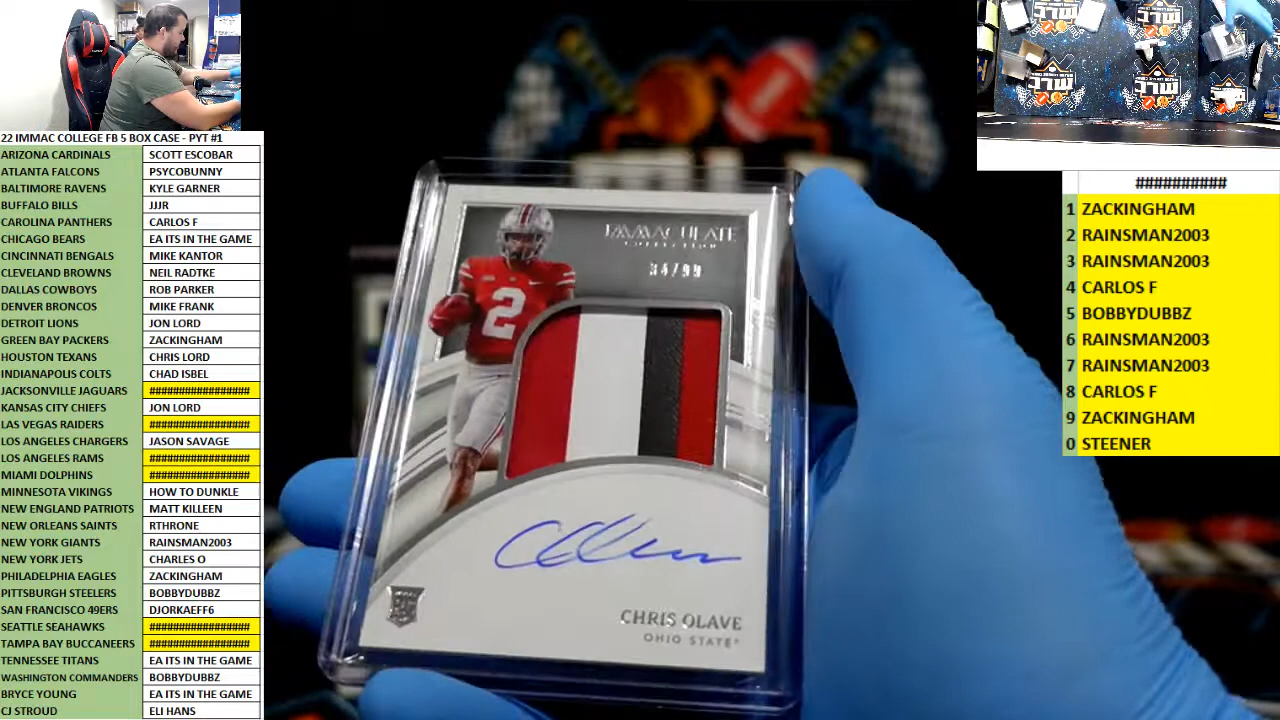 22 IMMAC COLLEGE FB 5 BOX CASE - PYT #1
ARIZONA CARDINALS SCOTT ESCOBAR
ATLANTA FALCONS PSYCOBUNNY
BALTIMORE RAVENS KYLE GARNER
BUFFALO BILLS JJJR
CAROLINA PANTHERS CARLOS F
CHICAGO BEARS EA ITS IN THE GAME
CINCINNATI BENGALS MIKE KANTOR
CLEVELAND BROWNS NEIL RADTKE
DALLAS COWBOYS ROB PARKER
DENVER BRONCOS MIKE FRANK
DETROIT LIONS JON LORD
GREEN BAY PACKERS ZACKINGHAM
HOUSTON TEXANS CHRIS LORD
INDIANAPOLIS COLTS CHAD ISBEL
JACKSONVILLE JAGUARS ################
KANSAS CITY CHIEFS JON LORD
LAS VEGAS RAIDERS ################
LOS ANGELES CHARGERS JASON SAVAGE
LOS ANGELES RAMS ################
MIAMI DOLPHINS ################
MINNESOTA VIKINGS HOW TO DUNKLE
NEW ENGLAND PATRIOTS MATT KILLEEN
NEW ORLEANS SAINTS RTHRONE
NEW YORK GIANTS RAINSMAN2003
NEW YORK JETS CHARLES O
PHILADELPHIA EAGLES ZACKINGHAM
PITTSBURGH STEELERS BOBBYDUBBZ
SAN FRANCISCO 49ERS DJORKAEFF6
SEATTLE SEAHAWKS ################
TAMPA BAY BUCCANEERS ################
TENNESSEE TITANS EA ITS IN THE GAME
WASHINGTON COMMANDERS BOBBYDUBBZ
BRYCE YOUNG EA ITS IN THE GAME
CJ STROUD ELI HANS
IMMACULATE
COLLECTION
34/99
2
CHRIS OLAVE
OHIO STATE
##########
1 ZACKINGHAM
2 RAINSMAN2003
3 RAINSMAN2003
4 CARLOS F
5 BOBBYDUBBZ
6 RAINSMAN2003
7 RAINSMAN2003
8 CARLOS F
9 ZACKINGHAM
0 STEENER